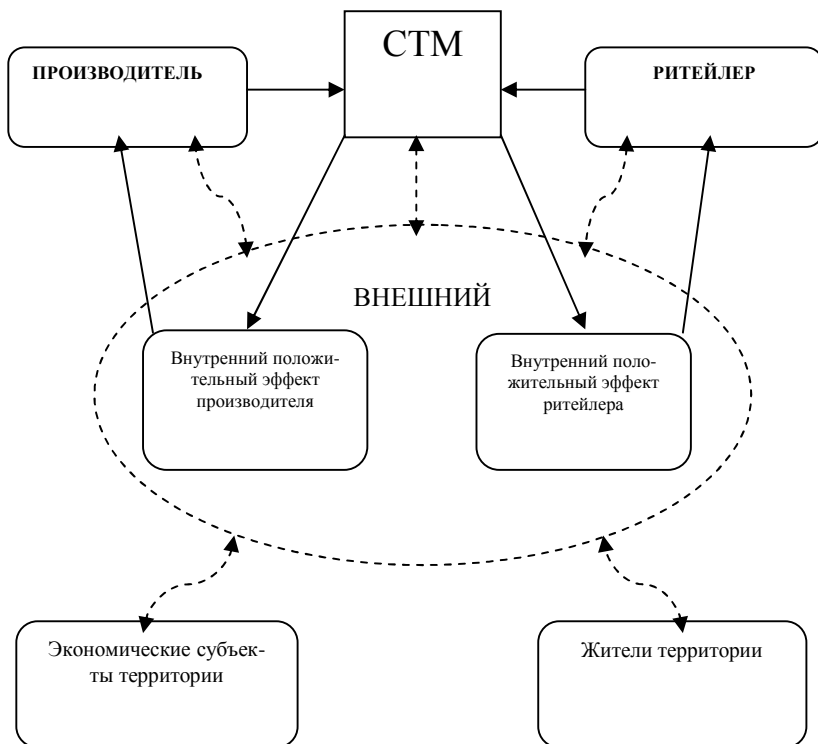 СТМ
ПРОИЗВОДИТЕЛЬ
РИТЕЙЛЕР
ВНЕШНИЙ
Внутренний положи-
тельный эффект
производителя
Внутренний поло-
жительный эффект
ритейлера
Экономические субъек-
ты территории
Жители территории